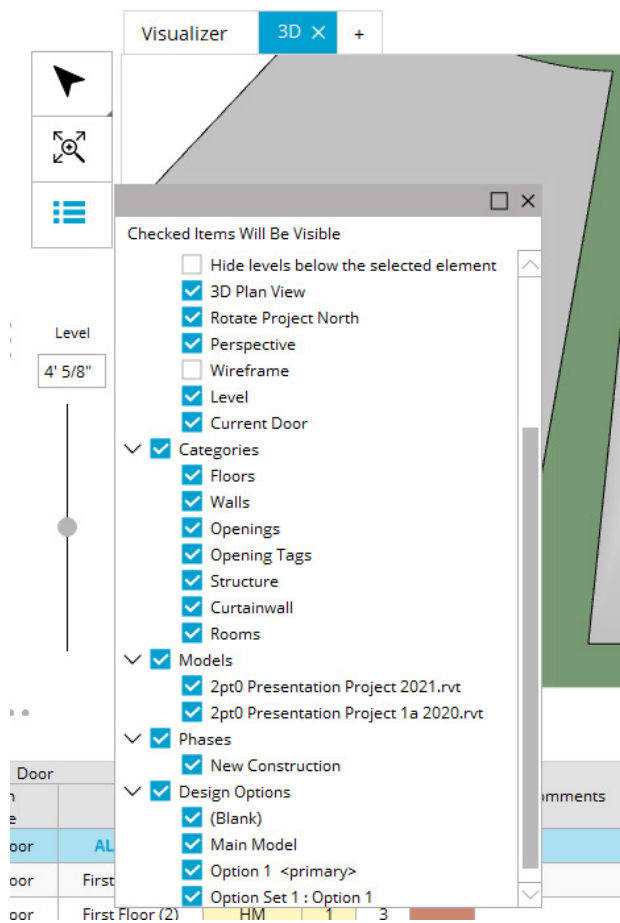 Visualizer 3D +
Checked Items Will Be Visible
Hide levels below the selected element
3D Plan View
Rotate Project North
Perspective
Wireframe
Level
Current Door
Level
4' 5/8"
Categories
Floors
Walls
Openings
Opening Tags
Structure
Curtainwall
Rooms
Models
2pt0 Presentation Project 2021.rvt
2pt0 Presentation Project 1a 2020.rvt
Phases
New Construction
Design Options
(Blank)
Main Model
Option 1 <primary>
Option Set 1 : Option 1
Door
omments
oor AL
oor First
oor First Floor (2) HM 1 3